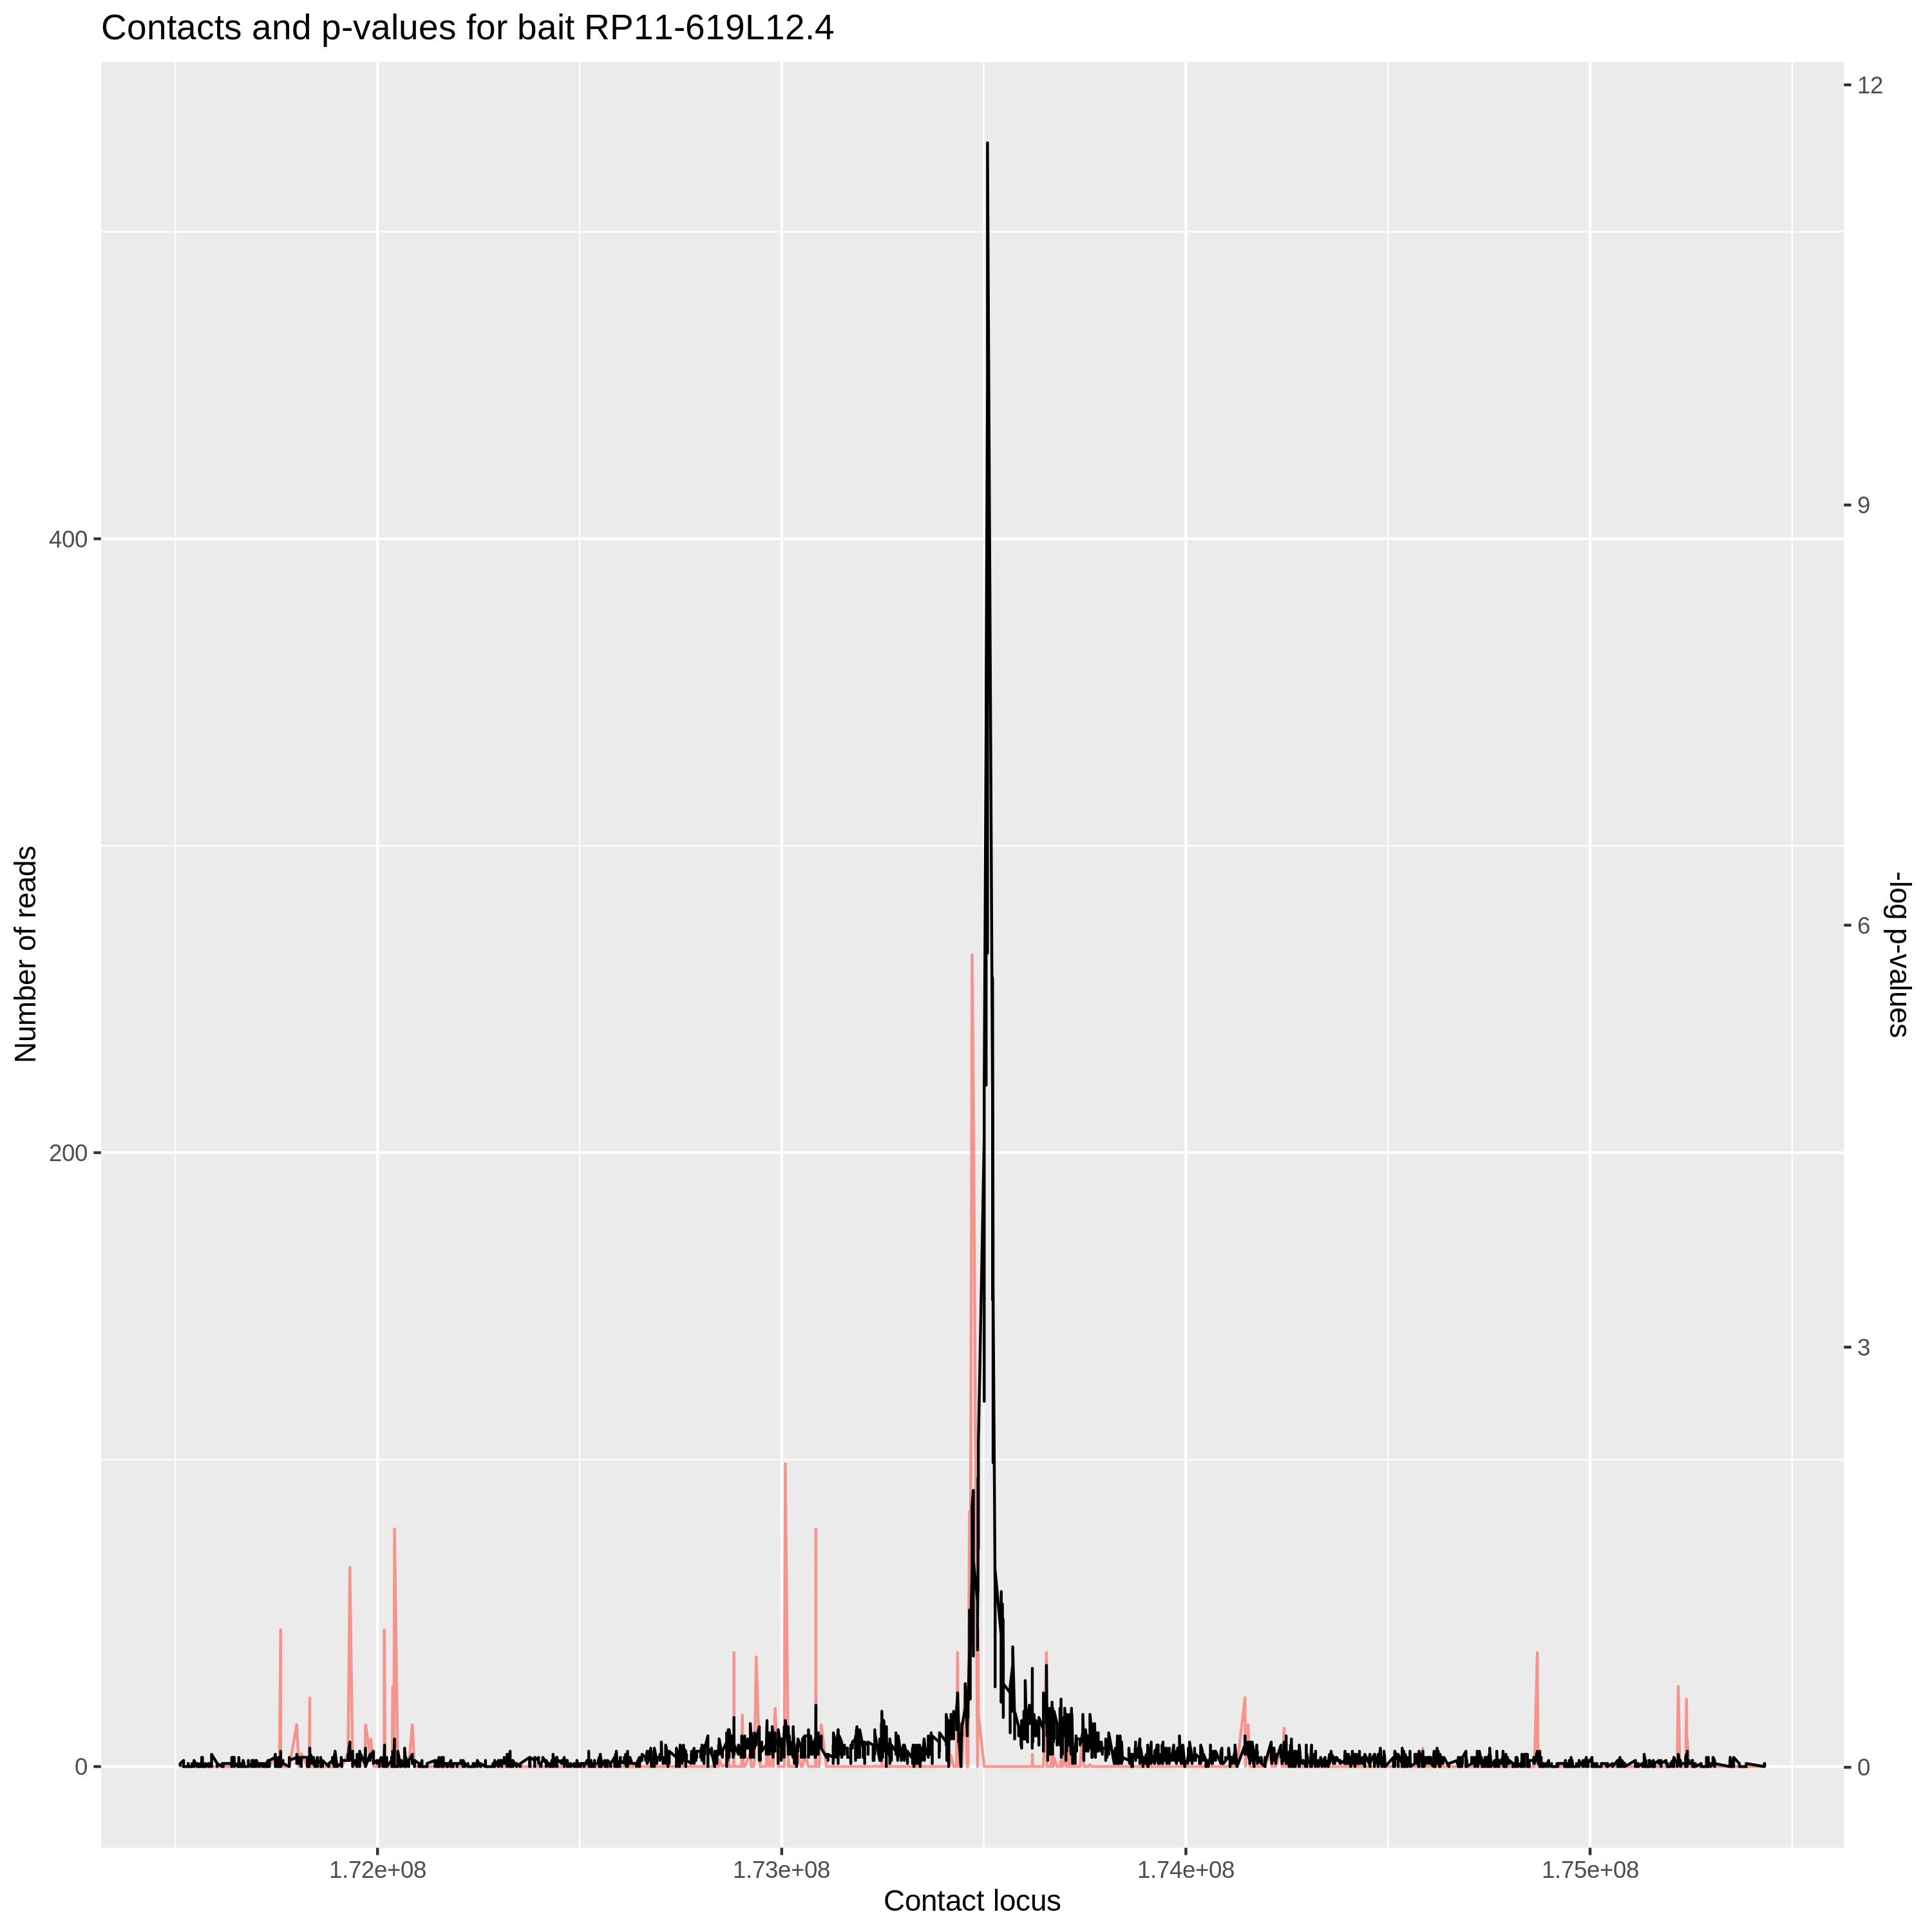 Contacts and p-values for bait RP11-619L12.4
Number of reads
400
200
0
12
9
6
3
0
-log p-values
1.72e+08
1.73e+08
1.74e+08
1.75e+08
Contact locus